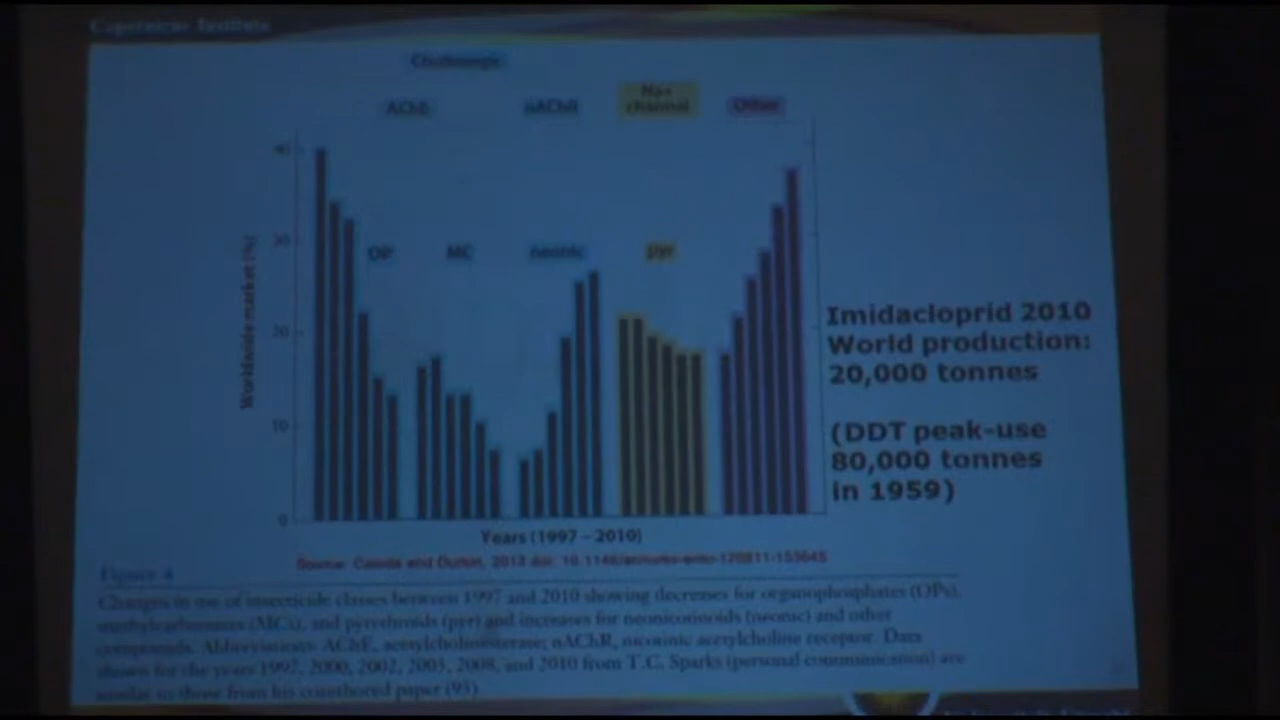 Copernicus Institute
Cholinergic
AChE
nAChR
Na+
channel
Other
40
30
20
10
0
OP
MC
neonic
pyr
Worldwide market (%)
Imidacloprid 2010
World production:
20,000 tonnes
(DDT peak-use
80,000 tonnes
in 1959)
Years (1997 – 2010)
Source: Casida and Durkin, 2013 doi: 10.1146/annurev-ento-120811-153645
Figure 4
Changes in use of insecticide classes between 1997 and 2010 showing decreases for organophosphates (OPs),
methylcarbamates (MCs), and pyrethroids (pyr) and increases for neonicotinoids (neonic) and other
compounds. Abbreviations: AChE, acetylcholinesterase; nAChR, nicotinic acetylcholine receptor. Data
shown for the years 1997, 2000, 2002, 2005, 2008, and 2010 from T.C. Sparks (personal communication) are
similar to those from his coauthored paper (93)